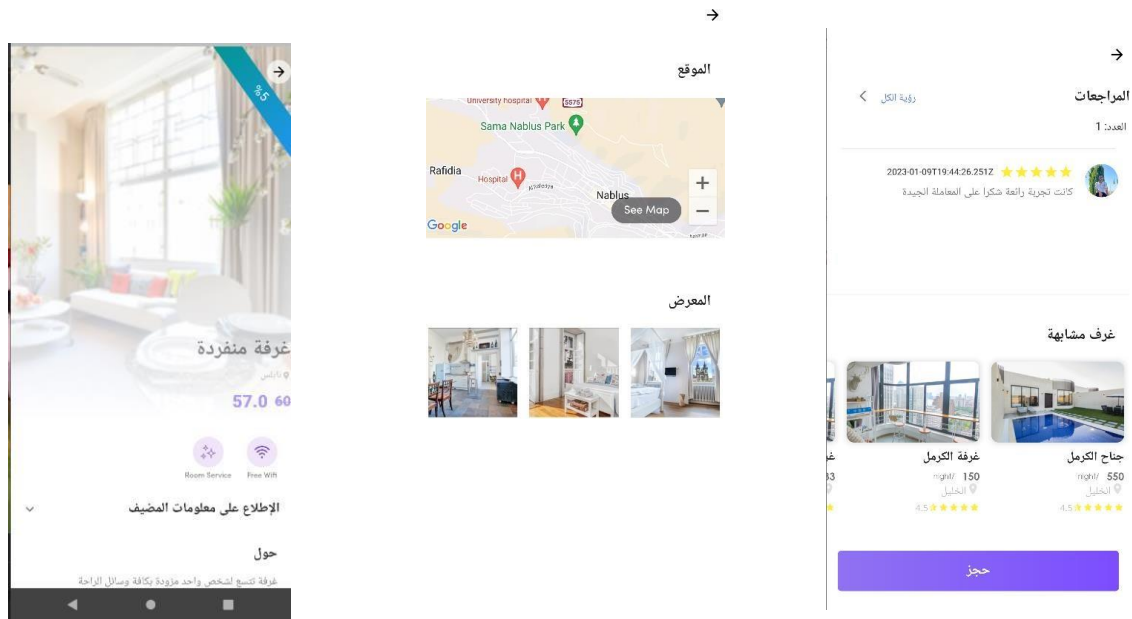 %5
غرفة منفردة
نابلس
57.0 60
Room Service
Free Wifi
الإطلاع على معلومات المضيف
حول
غرفة تتسع لشخص واحد مزودة بكافة وسائل الراحة
الموقع
University hospital
5575
Sama Nablus Park
Rafidia
Hospital
Nablus
See Map
+
−
Google
المعرض
المراجعات
رؤية الكل
العدد: 1
2023-01-09T19:44:26.251Z
كانت تجربة رائعة شكرا على المعاملة الجيدة
غرف مشابهة
جناح الكرمل
550 /night
الخليل
4.5
غرفة الكرمل
150 /night
الخليل
4.5
حجز